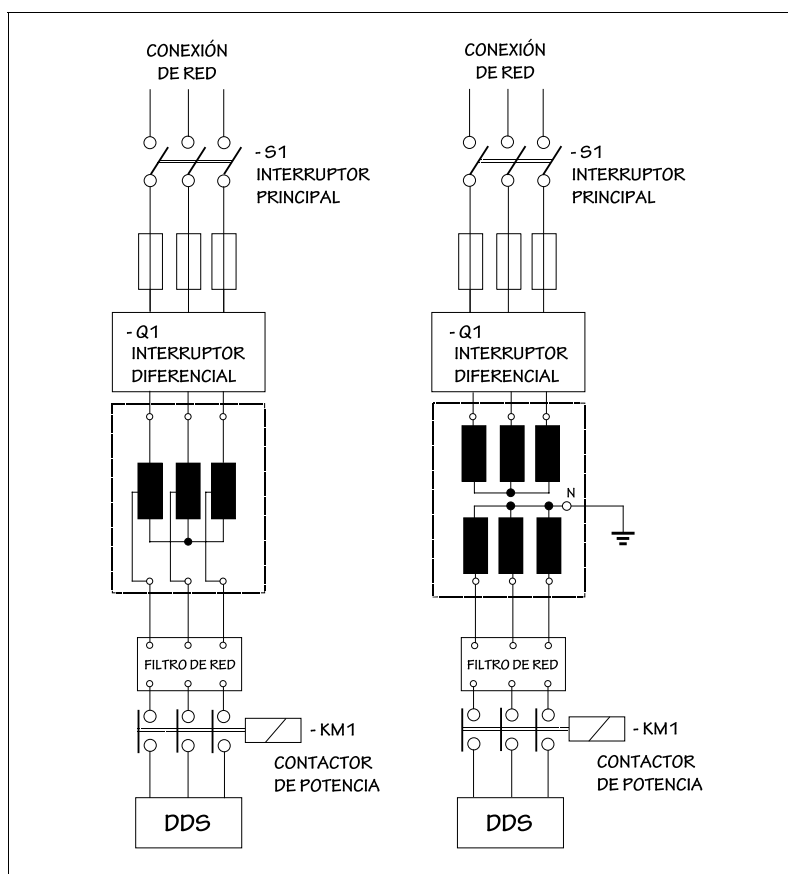 CONEXIÓN
DE RED
- S1
INTERRUPTOR
PRINCIPAL
- Q1
INTERRUPTOR
DIFERENCIAL
FILTRO DE RED
- KM1
CONTACTOR
DE POTENCIA
DDS
CONEXIÓN
DE RED
- S1
INTERRUPTOR
PRINCIPAL
- Q1
INTERRUPTOR
DIFERENCIAL
N
FILTRO DE RED
- KM1
CONTACTOR
DE POTENCIA
DDS